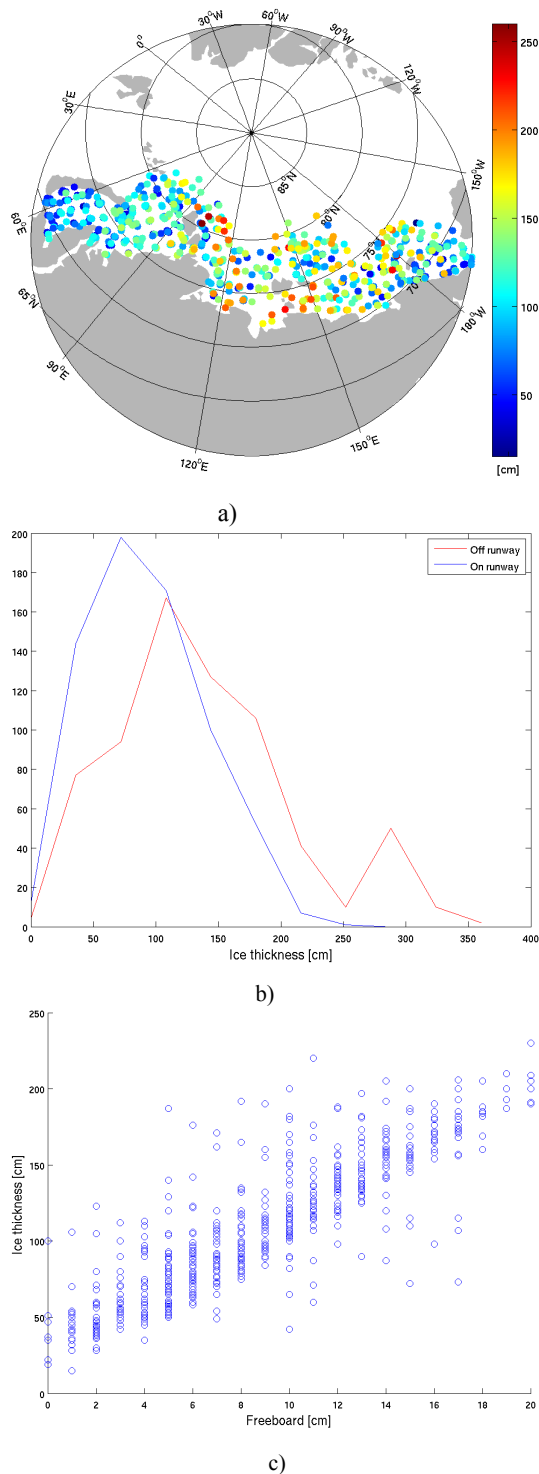 30°W
60°W
90°W
0°
120°W
30°E
150°W
85°N
80°N
60°E
75°
70°
65°N
180°W
90°E
150°E
120°E
250
200
150
100
50
[cm]
a)
200
180
160
140
120
100
80
60
40
20
0
Off runway
On runway
0 50 100 150 200 250 300 350 400
Ice thickness [cm]
b)
250
200
150
100
50
0
Ice thickness [cm]
0 2 4 6 8 10 12 14 16 18 20
Freeboard [cm]
c)